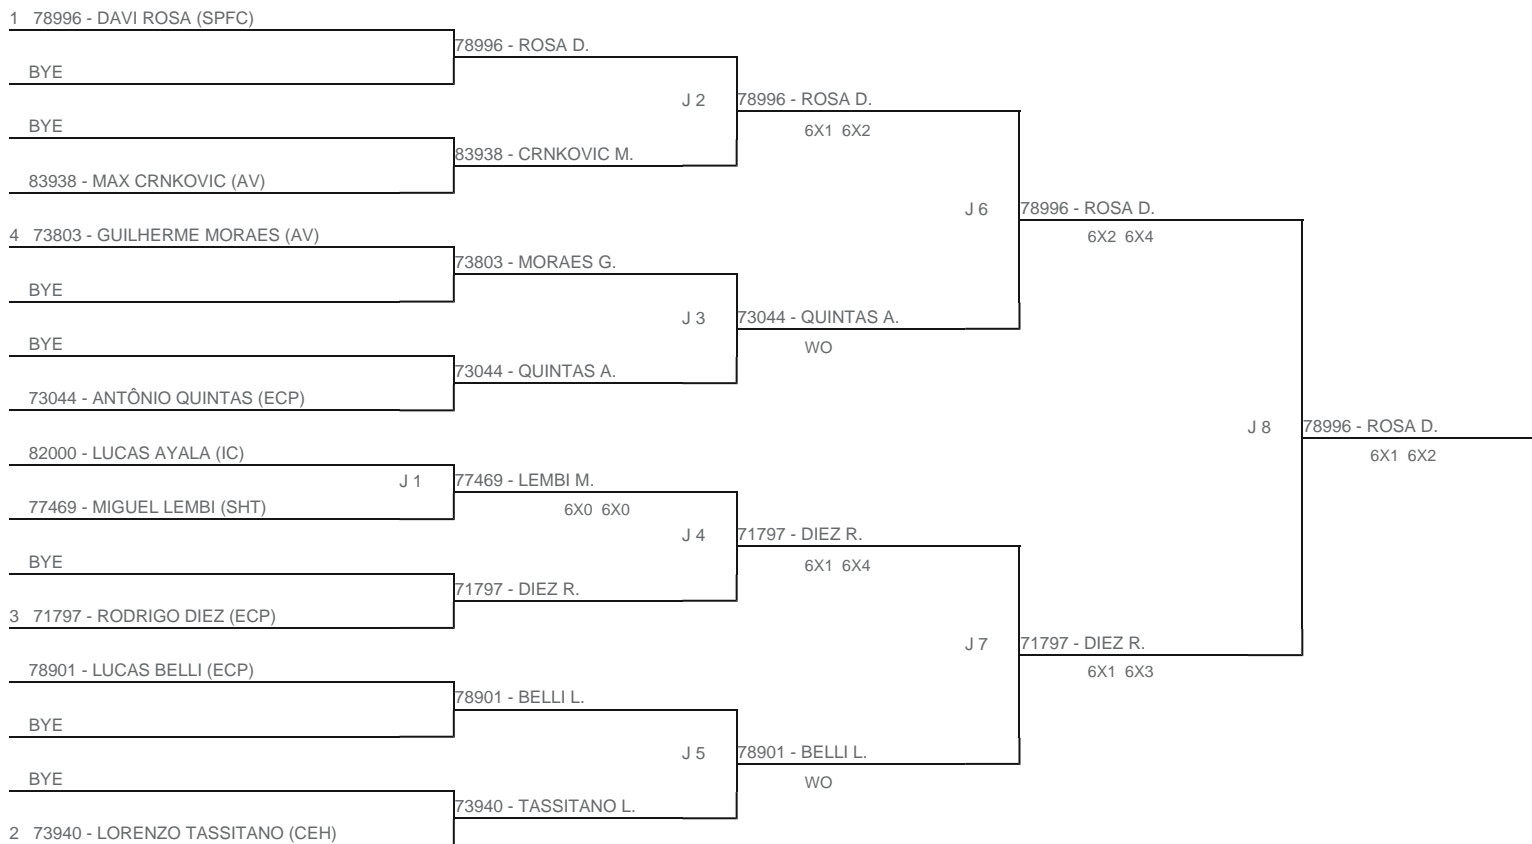 1 78996 - DAVI ROSA (SPFC)
78996 - ROSA D.
BYE
J 2
78996 - ROSA D.
6X1 6X2
BYE
83938 - CRNKOVIC M.
83938 - MAX CRNKOVIC (AV)
J 6
78996 - ROSA D.
6X2 6X4
4 73803 - GUILHERME MORAES (AV)
73803 - MORAES G.
BYE
J 3
73044 - QUINTAS A.
WO
BYE
73044 - QUINTAS A.
73044 - ANTÔNIO QUINTAS (ECP)
J 8
78996 - ROSA D.
6X1 6X2
82000 - LUCAS AYALA (IC)
J 1
77469 - LEMBI M.
6X0 6X0
77469 - MIGUEL LEMBI (SHT)
J 4
71797 - DIEZ R.
6X1 6X4
BYE
71797 - DIEZ R.
3 71797 - RODRIGO DIEZ (ECP)
J 7
71797 - DIEZ R.
6X1 6X3
78901 - LUCAS BELLI (ECP)
78901 - BELLI L.
BYE
J 5
78901 - BELLI L.
WO
BYE
73940 - TASSITANO L.
2 73940 - LORENZO TASSITANO (CEH)